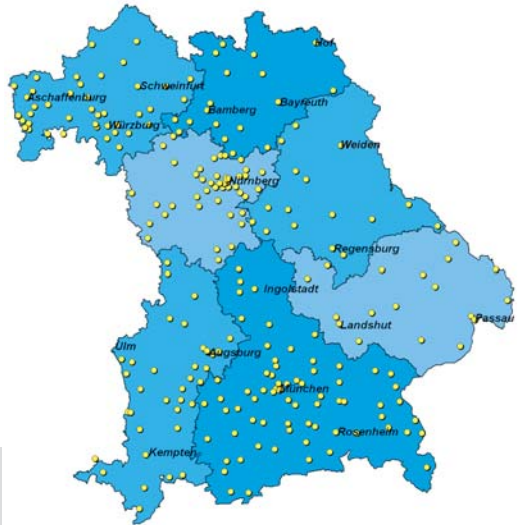 Hof
Schweinfurt
Aschaffenburg
Bayreuth
Bamberg
Würzburg
Weiden
Nürnberg
Regensburg
Ingolstadt
Passau
Landshut
Ulm
Augsburg
München
Rosenheim
Kempten